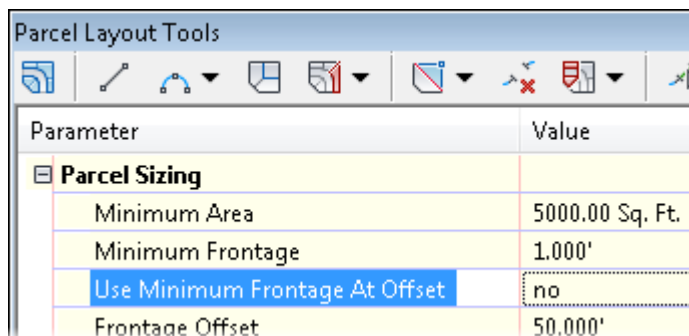 Parcel Layout Tools
Parameter Value
Parcel Sizing
Minimum Area 5000.00 Sq. Ft.
Minimum Frontage 1.000'
Use Minimum Frontage At Offset no
Frontage Offset 50.000'